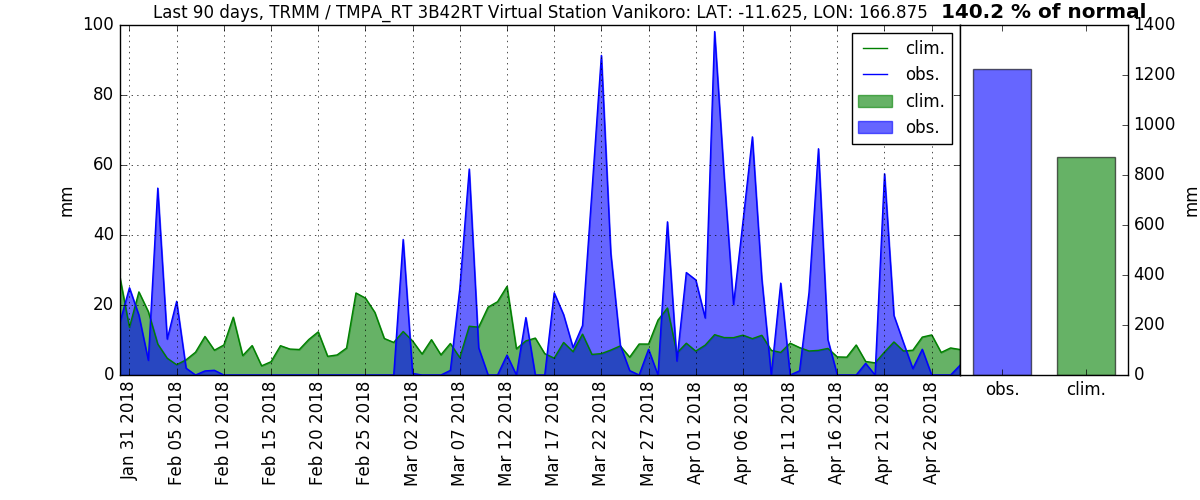 Last 90 days, TRMM / TMPA_RT 3B42RT Virtual Station Vanikoro: LAT: -11.625, LON: 166.875 140.2 % of normal
100
80
60
40
20
0
mm
clim.
obs.
clim.
obs.
1400
1200
1000
800
600
400
200
0
mm
Jan 31 2018
Feb 05 2018
Feb 10 2018
Feb 15 2018
Feb 20 2018
Feb 25 2018
Mar 02 2018
Mar 07 2018
Mar 12 2018
Mar 17 2018
Mar 22 2018
Mar 27 2018
Apr 01 2018
Apr 06 2018
Apr 11 2018
Apr 16 2018
Apr 21 2018
Apr 26 2018
obs.
clim.